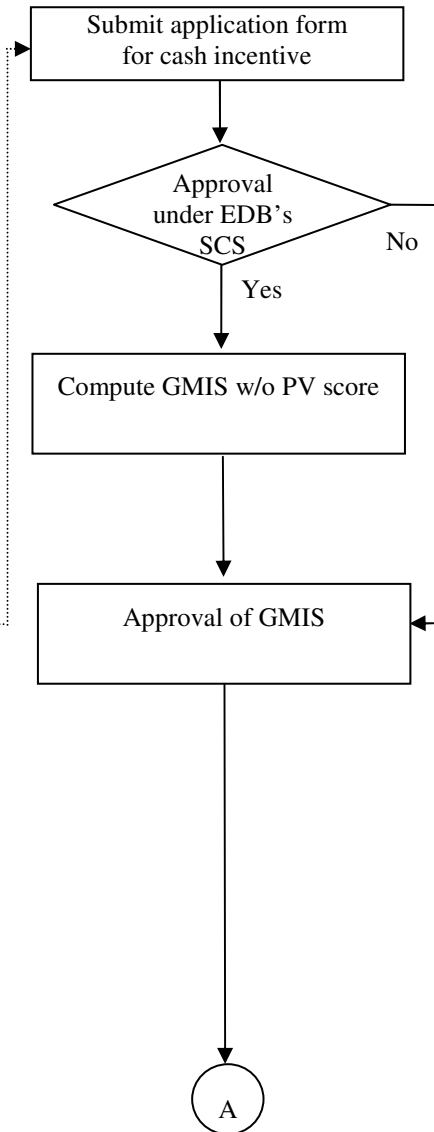 Submit application form
for cash incentive
Approval
under EDB's
SCS
No
Yes
Compute GMIS w/o PV score
Approval of GMIS
A